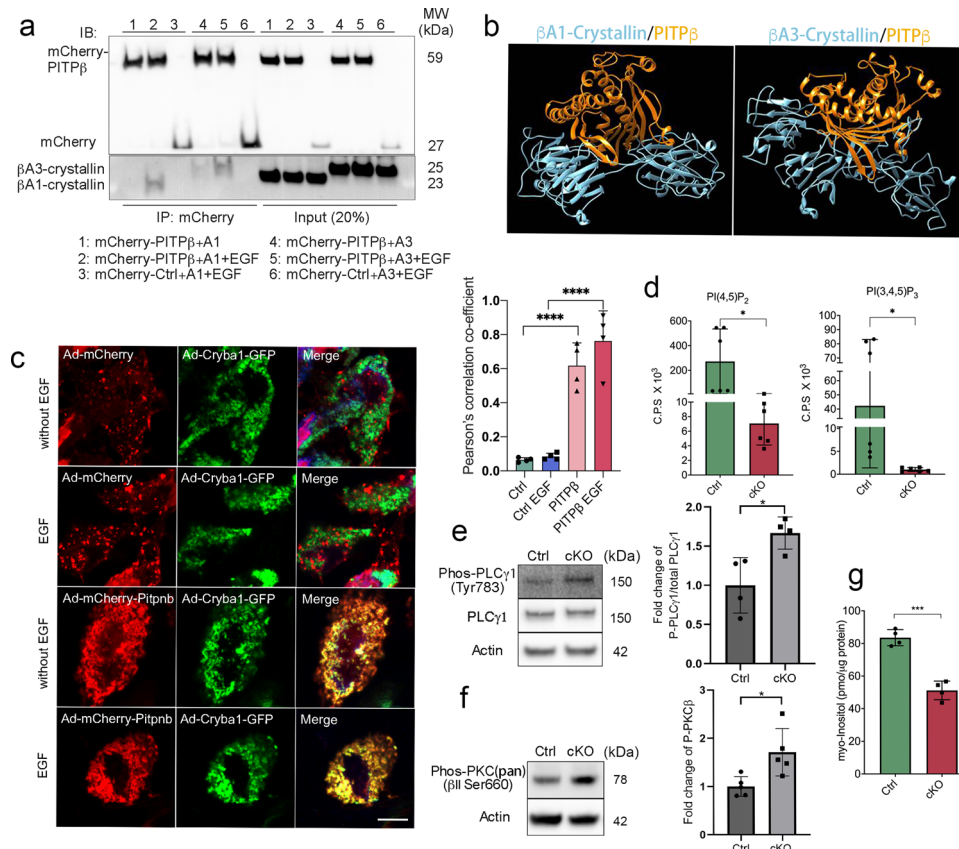 a
IB:
1 2 3 4 5 6 1 2 3 4 5 6
MW
(kDa)
mCherry-
PITPβ
59
mCherry
27
βA3-crystallin
25
βA1-crystallin
23
IP: mCherry
Input (20%)
1: mCherry-PITPβ+A1
4: mCherry-PITPβ+A3
2: mCherry-PITPβ+A1+EGF
5: mCherry-PITPβ+A3+EGF
3: mCherry-Ctrl+A1+EGF
6: mCherry-Ctrl+A3+EGF
b
βA1-Crystallin/PITPβ
βA3-Crystallin/PITPβ
c
without EGF
Ad-mCherry
Ad-Cryba1-GFP
Merge
EGF
Ad-mCherry
Ad-Cryba1-GFP
Merge
without EGF
Ad-mCherry-Pitpnb
Ad-Cryba1-GFP
Merge
EGF
Ad-mCherry-Pitpnb
Ad-Cryba1-GFP
Merge
Pearson's correlation co-efficient
1.0
0.8
0.6
0.4
0.2
0.0
****
****
Ctrl
Ctrl EGF
PITPβ
PITPβ EGF
d
PI(4,5)P2
C.P.S X 10³
600
400
200
15
10
5
0
*
Ctrl
cKO
PI(3,4,5)P3
C.P.S X 10³
100
90
80
70
60
50
40
30
20
10
5
0
*
Ctrl
cKO
e
Ctrl cKO (kDa)
Phos-PLCγ1
(Tyr783)
150
PLCγ1
150
Actin
42
Fold change of
P-PLCγ1/total PLCγ1
2.0
1.5
1.0
0.5
0.0
*
Ctrl
cKO
f
Ctrl cKO (kDa)
Phos-PKC(pan)
(βII Ser660)
78
Actin
42
Fold change of P-PKCβ
3
2
1
0
*
Ctrl
cKO
g
myo-Inositol (pmo/µg protein)
100
80
60
40
20
0
***
Ctrl
cKO